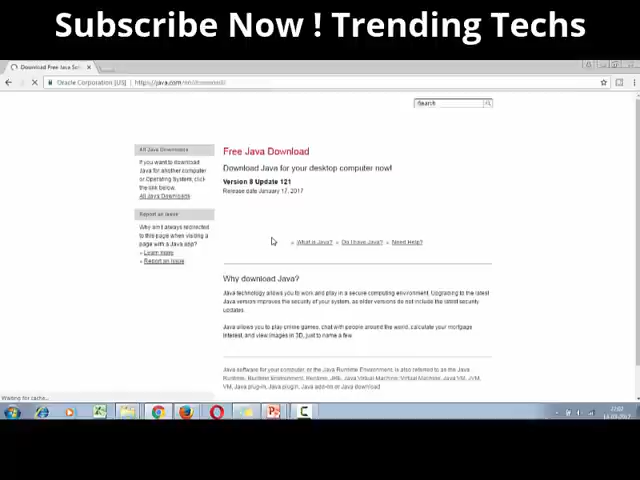 Subscribe Now ! Trending Techs
Download Free Java Sof
Oracle Corporation [US]
https://java.com/en/download/
Search
All Java Downloads
If you want to download
Java for another computer
or Operating System, click
the link below.
All Java Downloads
Report an issue
Why am I always redirected
to this page when visiting a
page with a Java app?
» Learn more
» Report an issue
Free Java Download
Download Java for your desktop computer now!
Version 8 Update 121
Release date January 17, 2017
» What is Java? » Do I have Java? » Need Help?
Why download Java?
Java technology allows you to work and play in a secure computing environment. Upgrading to the latest
Java version improves the security of your system, as older versions do not include the latest security
updates.
Java allows you to play online games, chat with people around the world, calculate your mortgage
interest, and view images in 3D, just to name a few.
Java software for your computer, or the Java Runtime Environment, is also referred to as the Java
Runtime, Runtime Environment, Runtime, JRE, Java Virtual Machine, Virtual Machine, Java VM, JVM,
VM, Java plug-in, Java plugin, Java add-on or Java download.
Waiting for cache...